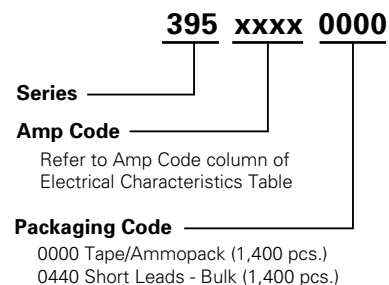 395 xxxx 0000
Series
Amp Code
Refer to Amp Code column of
Electrical Characteristics Table
Packaging Code
0000 Tape/Ammopack (1,400 pcs.)
0440 Short Leads - Bulk (1,400 pcs.)